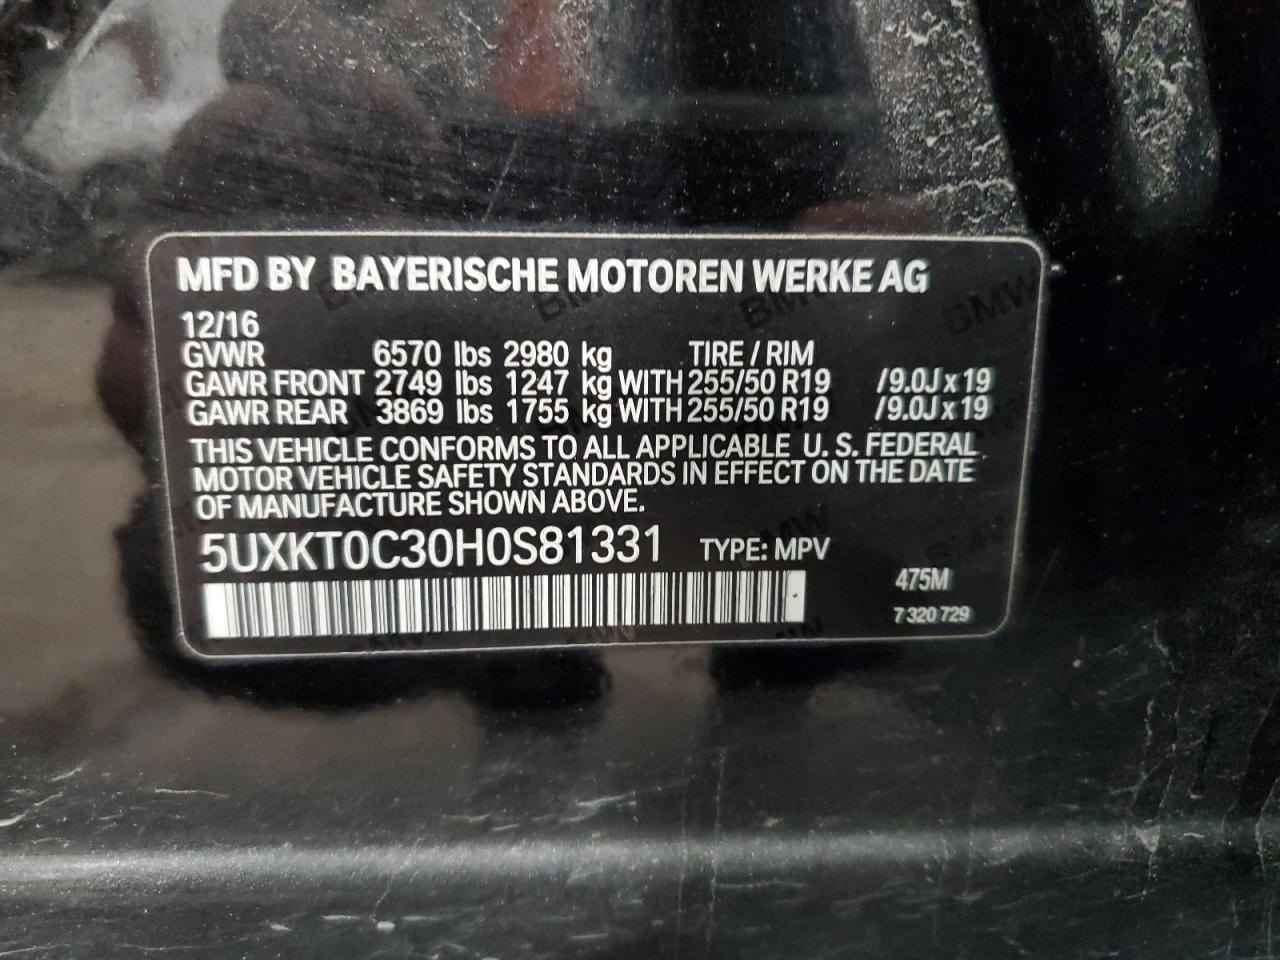 MFD BY BAYERISCHE MOTOREN WERKE AG
12/16
GVWR 6570 lbs 2980 kg TIRE / RIM
GAWR FRONT 2749 lbs 1247 kg WITH 255/50 R19 /9.0J x 19
GAWR REAR 3869 lbs 1755 kg WITH 255/50 R19 /9.0J x 19
THIS VEHICLE CONFORMS TO ALL APPLICABLE U.S. FEDERAL
MOTOR VEHICLE SAFETY STANDARDS IN EFFECT ON THE DATE
OF MANUFACTURE SHOWN ABOVE.
5UXKT0C30H0S81331 TYPE: MPV
475M
7 320 729